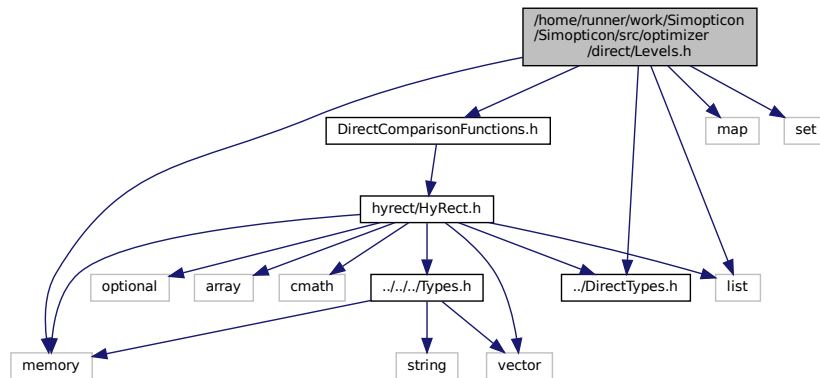 /home/runner/work/Simopticon
/Simopticon/src/optimizer
/direct/Levels.h
DirectComparisonFunctions.h
map
set
hyrect/HyRect.h
optional
array
cmath
../../../Types.h
../DirectTypes.h
list
memory
string
vector